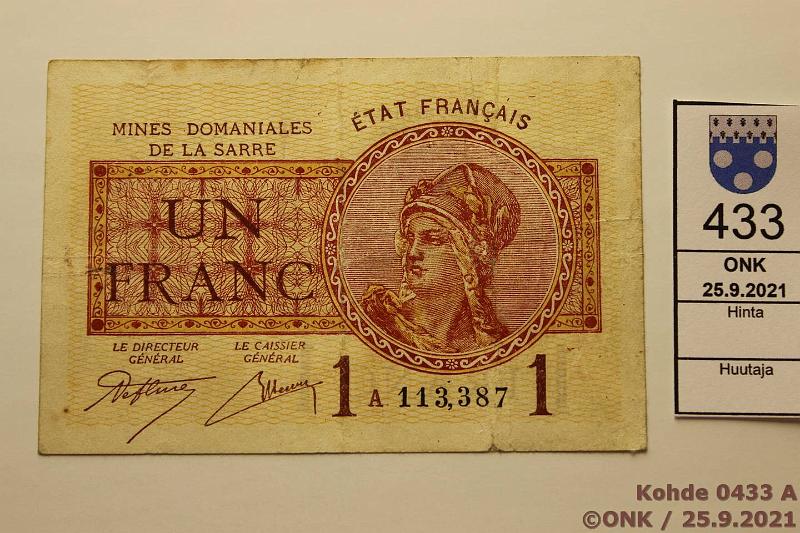 MINES DOMANIALES
DE LA SARRE
ÉTAT FRANÇAIS
UN
FRANC
LE DIRECTEUR
GÉNÉRAL
LE CAISSIER
GÉNÉRAL
1 A 113,387 1
433
ONK
25.9.2021
Hinta
Huutaja
Kohde 0433 A
©ONK / 25.9.2021